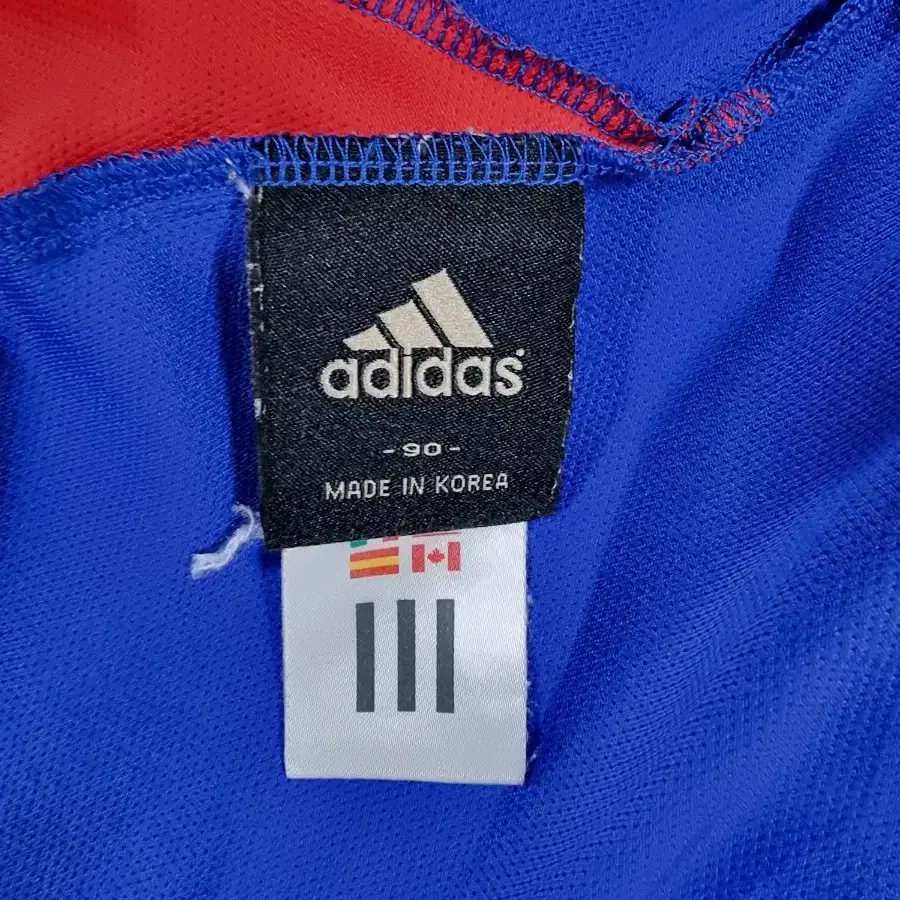 adidas
- 90 -
MADE IN KOREA